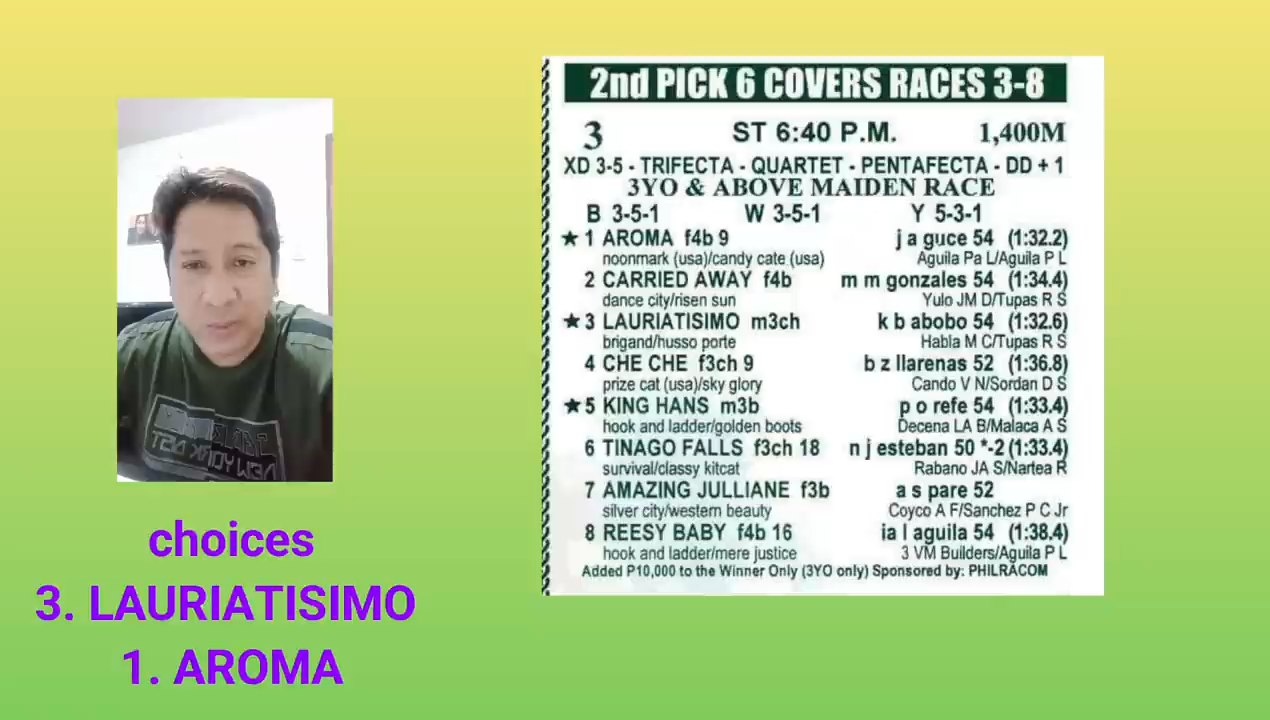 2nd PICK 6 COVERS RACES 3-8
3 ST 6:40 P.M. 1,400M
XD 3-5 - TRIFECTA - QUARTET - PENTAFECTA - DD + 1
3YO & ABOVE MAIDEN RACE
B 3-5-1 W 3-5-1 Y 5-3-1
★ 1 AROMA f4b 9 j a guce 54 (1:32.2)
noonmark (usa)/candy cate (usa) Aguila Pa L/Aguila P L
2 CARRIED AWAY f4b m m gonzales 54 (1:34.4)
dance city/risen sun Yulo JM D/Tupas R S
★ 3 LAURIATISIMO m3ch k b abobo 54 (1:32.6)
brigand/husso porte Habla M C/Tupas R S
4 CHE CHE f3ch 9 b z llarenas 52 (1:36.8)
prize cat (usa)/sky glory Cando V N/Sordan D S
★ 5 KING HANS m3b p o refe 54 (1:33.4)
hook and ladder/golden boots Decena LA B/Malaca A S
6 TINAGO FALLS f3ch 18 n j esteban 50 *-2 (1:33.4)
survival/classy kitcat Rabano JA S/Nartea R
7 AMAZING JULLIANE f3b a s pare 52
silver city/western beauty Coyco A F/Sanchez P C Jr
8 REESY BABY f4b 16 ia l aguila 54 (1:38.4)
hook and ladder/mere justice 3 VM Builders/Aguila P L
Added P10,000 to the Winner Only (3YO only) Sponsored by: PHILRACOM
choices
3. LAURIATISIMO
1. AROMA